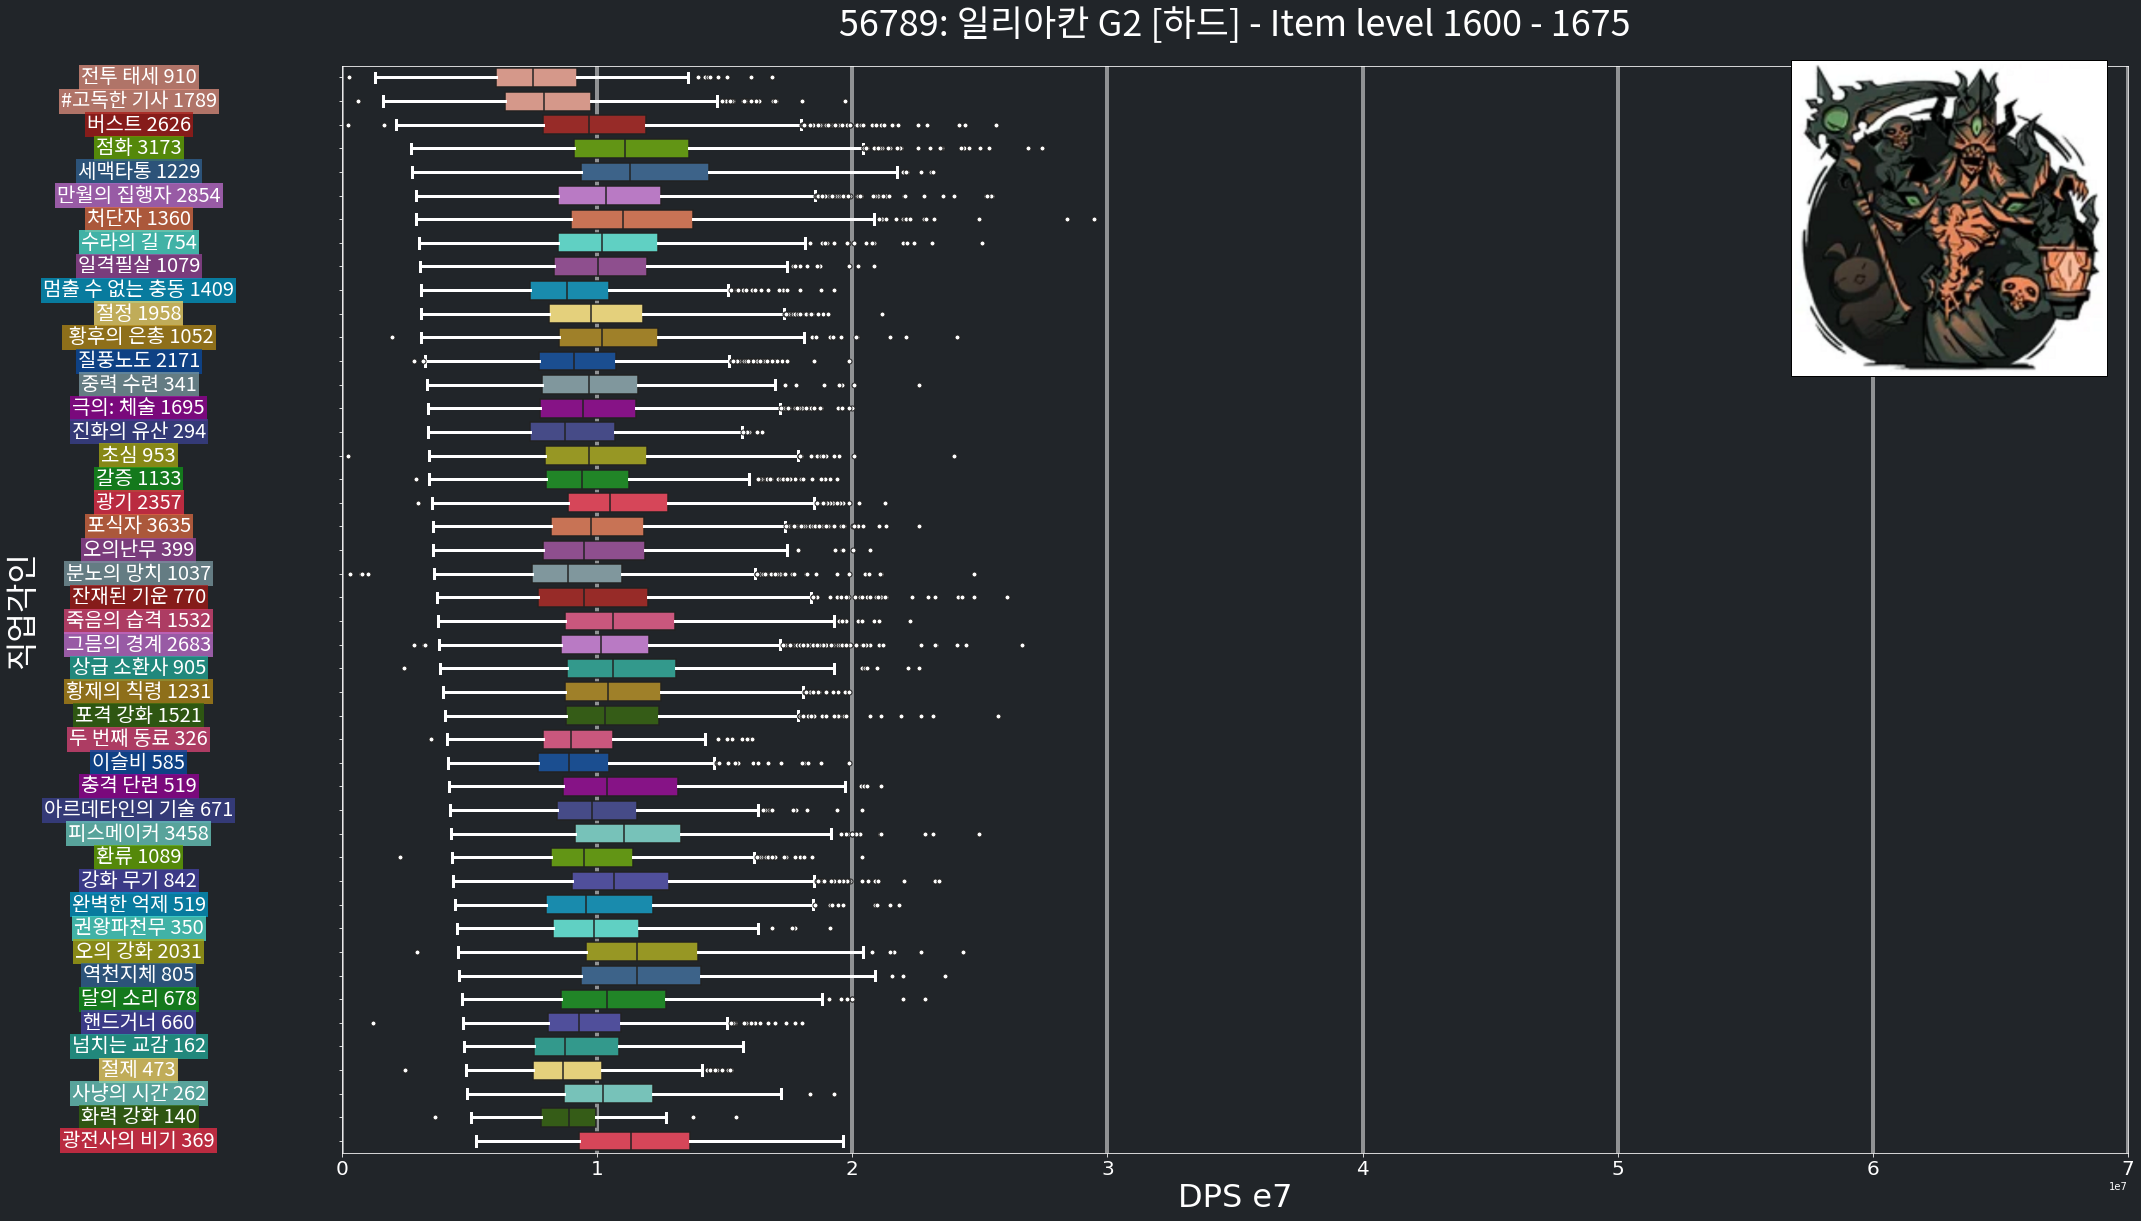 56789: 일리아칸 G2 [하드] - Item level 1600 - 1675
전투 태세 910
#고독한 기사 1789
버스트 2626
점화 3173
세맥타통 1229
만월의 집행자 2854
처단자 1360
수라의 길 754
일격필살 1079
멈출 수 없는 충동 1409
절정 1958
황후의 은총 1052
질풍노도 2171
중력 수련 341
극의: 체술 1695
진화의 유산 294
초심 953
갈증 1133
광기 2357
포식자 3635
오의난무 399
분노의 망치 1037
잔재된 기운 770
죽음의 습격 1532
그믐의 경계 2683
상급 소환사 905
황제의 칙령 1231
포격 강화 1521
두 번째 동료 326
이슬비 585
충격 단련 519
아르데타인의 기술 671
피스메이커 3458
환류 1089
강화 무기 842
완벽한 억제 519
권왕파천무 350
오의 강화 2031
역천지체 805
달의 소리 678
핸드거너 660
넘치는 교감 162
절제 473
사냥의 시간 262
화력 강화 140
광전사의 비기 369
직업각인
0 1 2 3 4 5 6 7
1e7
DPS e7